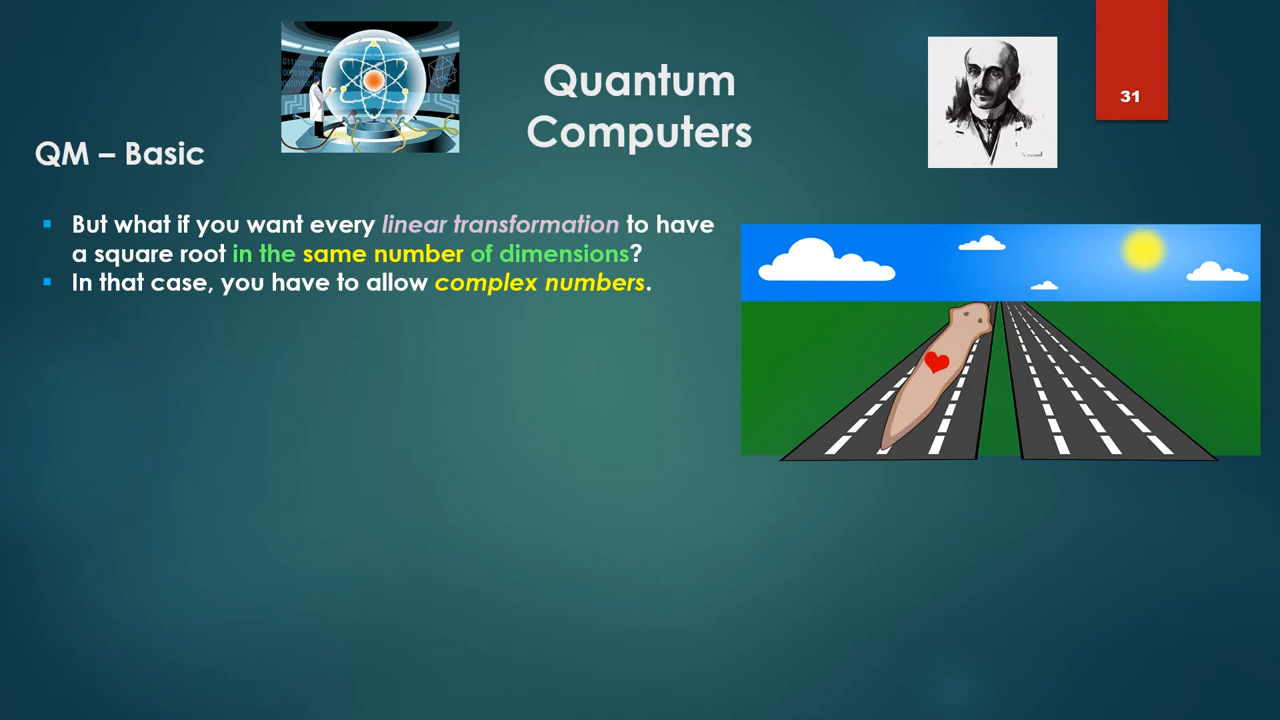 Quantum
Computers
31
QM – Basic
▪ But what if you want every linear transformation to have
a square root in the same number of dimensions?
▪ In that case, you have to allow complex numbers.